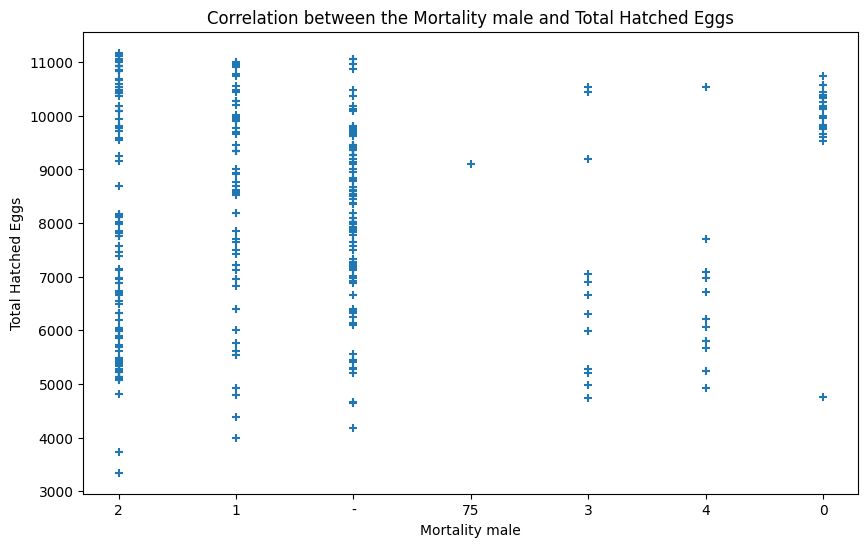 Correlation between the Mortality male and Total Hatched Eggs
Total Hatched Eggs
11000
10000
9000
8000
7000
6000
5000
4000
3000
2 1 - 75 3 4 0
Mortality male